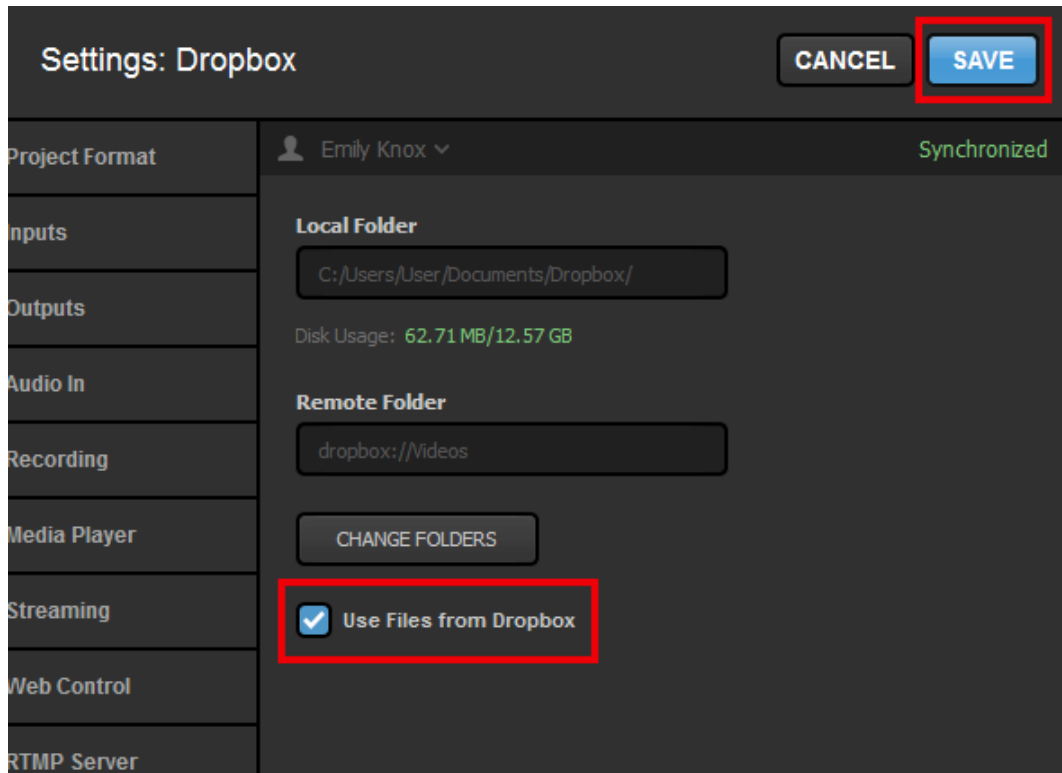 Settings: Dropbox
CANCEL
SAVE
Project Format
Inputs
Outputs
Audio In
Recording
Media Player
Streaming
Web Control
RTMP Server
Emily Knox
Synchronized
Local Folder
C:/Users/User/Documents/Dropbox/
Disk Usage: 62.71 MB/12.57 GB
Remote Folder
dropbox://Videos
CHANGE FOLDERS
Use Files from Dropbox